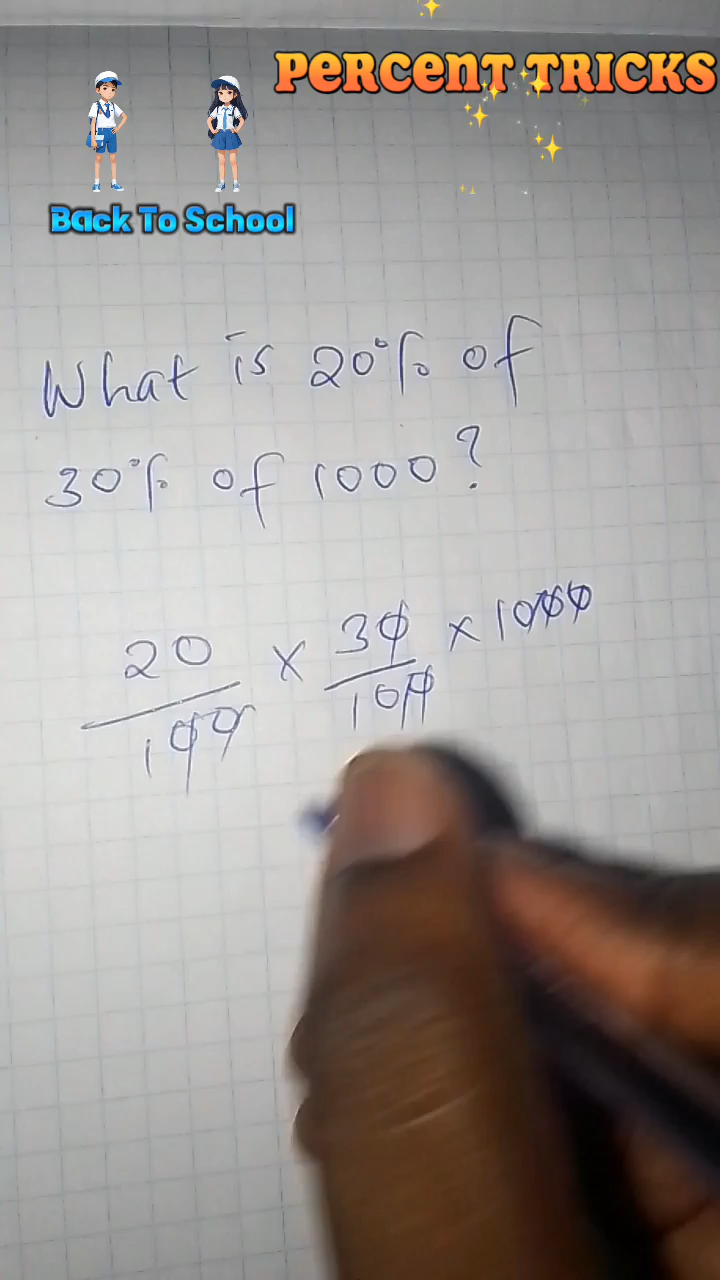 PERCENT TRICKS
Back To School
What is 20% of
30% of 1000?
20/100 × 30/100 × 1000